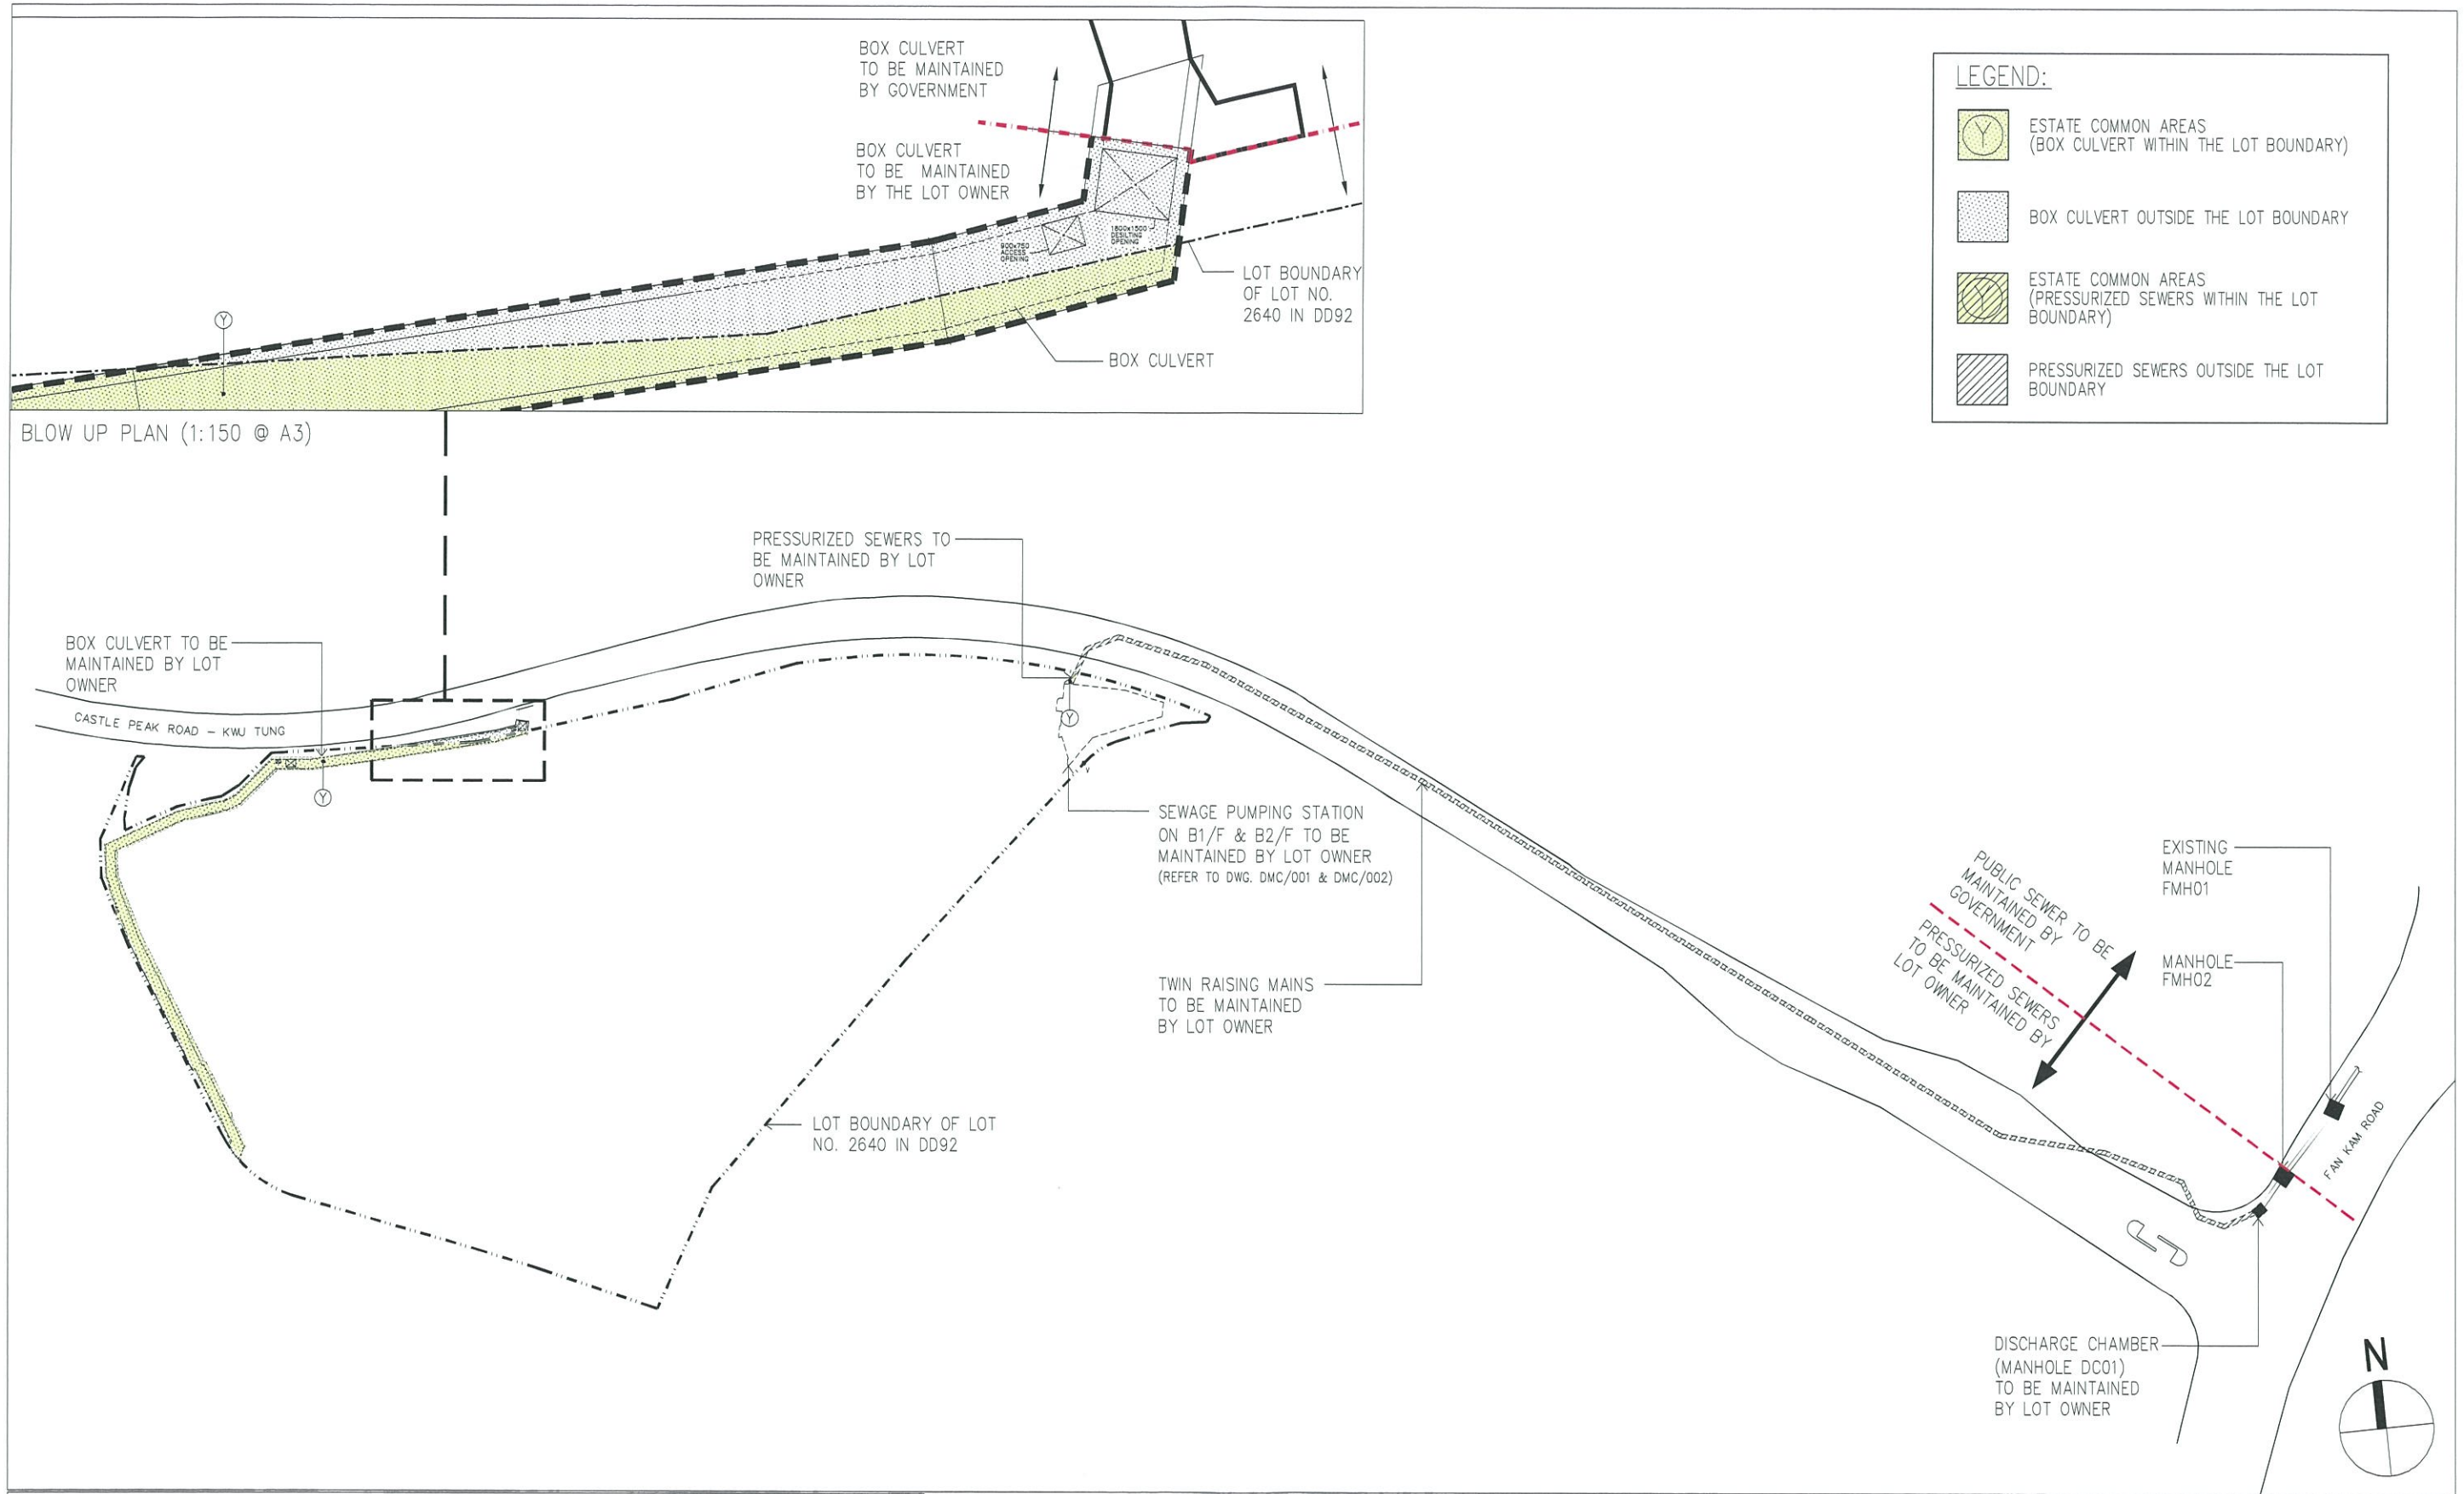 BOX CULVERT
TO BE MAINTAINED
BY GOVERNMENT
BOX CULVERT
TO BE MAINTAINED
BY THE LOT OWNER
900x750
ACCESS
OPENING
1800x1500
DESILTING
OPENING
LOT BOUNDARY
OF LOT NO.
2640 IN DD92
BOX CULVERT
Y
BLOW UP PLAN (1:150 @ A3)
LEGEND:
Y
ESTATE COMMON AREAS
(BOX CULVERT WITHIN THE LOT BOUNDARY)
BOX CULVERT OUTSIDE THE LOT BOUNDARY
Y
ESTATE COMMON AREAS
(PRESSURIZED SEWERS WITHIN THE LOT
BOUNDARY)
PRESSURIZED SEWERS OUTSIDE THE LOT
BOUNDARY
PRESSURIZED SEWERS TO
BE MAINTAINED BY LOT
OWNER
BOX CULVERT TO BE
MAINTAINED BY LOT
OWNER
CASTLE PEAK ROAD - KWU TUNG
Y
Y
SEWAGE PUMPING STATION
ON B1/F & B2/F TO BE
MAINTAINED BY LOT OWNER
(REFER TO DWG. DMC/001 & DMC/002)
TWIN RAISING MAINS
TO BE MAINTAINED
BY LOT OWNER
LOT BOUNDARY OF LOT
NO. 2640 IN DD92
PUBLIC SEWER TO BE
MAINTAINED BY
GOVERNMENT
PRESSURIZED SEWERS
TO BE MAINTAINED BY
LOT OWNER
EXISTING
MANHOLE
FMH01
MANHOLE
FMH02
FAN KAM ROAD
DISCHARGE CHAMBER
(MANHOLE DC01)
TO BE MAINTAINED
BY LOT OWNER
N